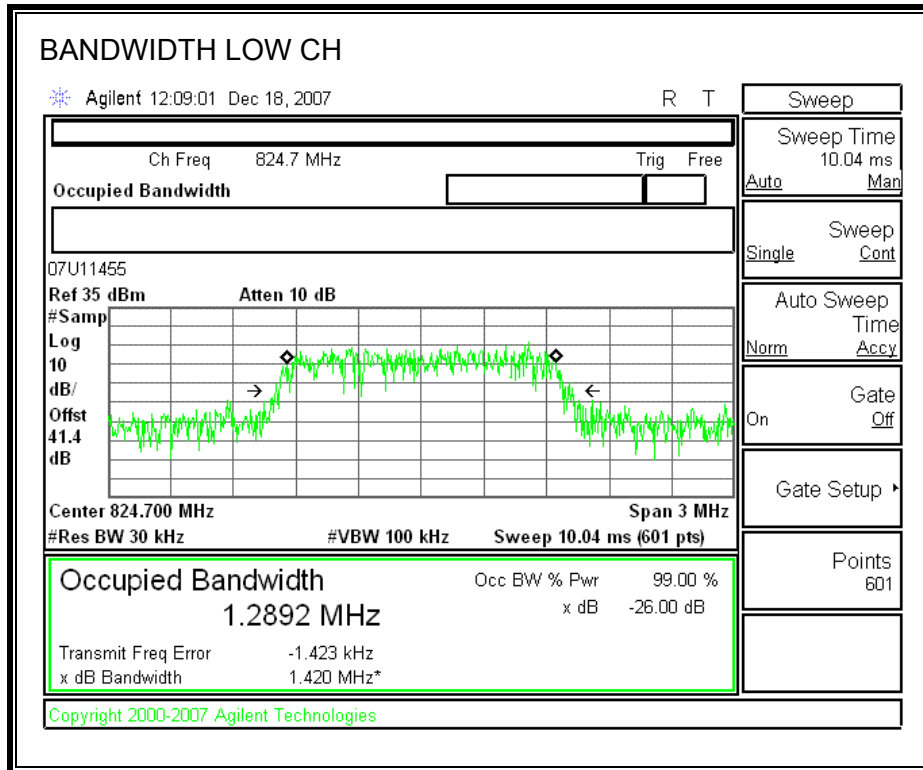 BANDWIDTH LOW CH
Agilent 12:09:01 Dec 18, 2007 R T
Ch Freq 824.7 MHz Trig Free
Occupied Bandwidth
07U11455
Ref 35 dBm Atten 10 dB
#Samp
Log
10
dB/
Offst
41.4
dB
Center 824.700 MHz Span 3 MHz
#Res BW 30 kHz #VBW 100 kHz Sweep 10.04 ms (601 pts)
Occupied Bandwidth Occ BW % Pwr 99.00 %
1.2892 MHz x dB -26.00 dB
Transmit Freq Error -1.423 kHz
x dB Bandwidth 1.420 MHz*
Copyright 2000-2007 Agilent Technologies
Sweep
Sweep Time
10.04 ms
Auto Man
Sweep
Single Cont
Auto Sweep
Time
Norm Accy
Gate
On Off
Gate Setup
Points
601